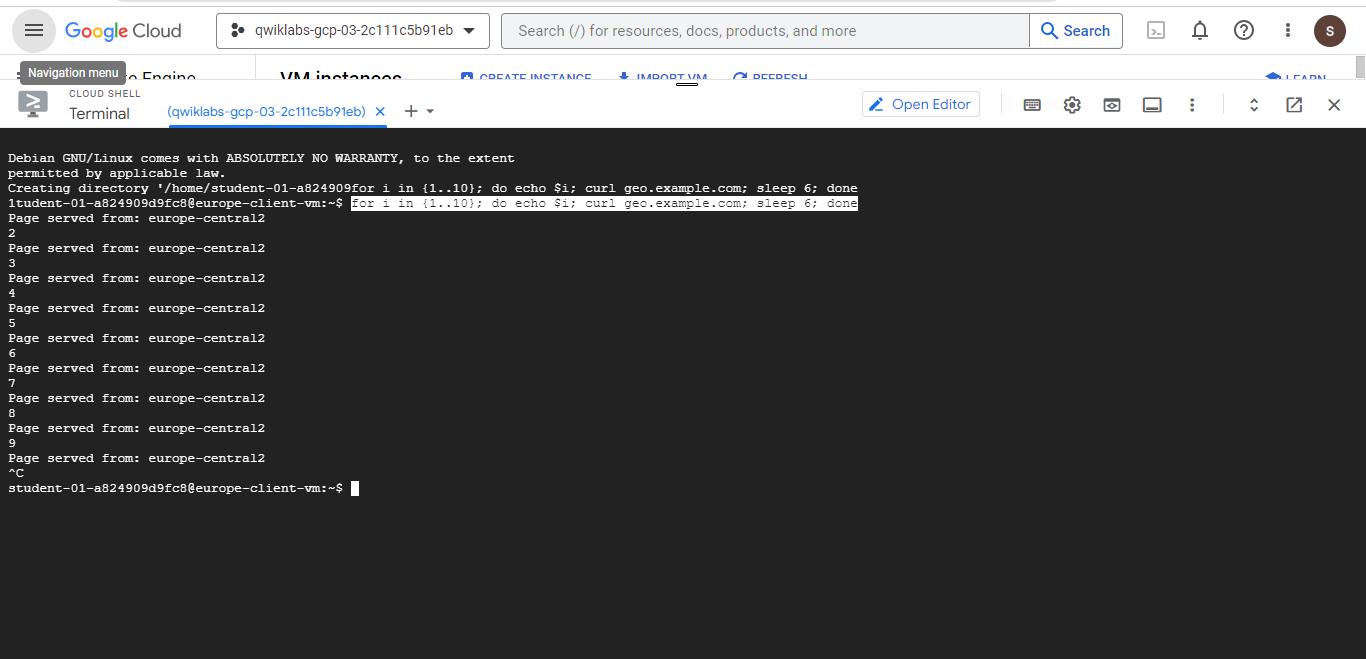 Google Cloud
qwiklabs-gcp-03-2c111c5b91eb
Search (/) for resources, docs, products, and more
Search
S
Navigation menu
Engine
VM instances
CREATE INSTANCE
IMPORT VM
REFRESH
LEARN
CLOUD SHELL
Terminal
(qwiklabs-gcp-03-2c111c5b91eb)
Open Editor
Debian GNU/Linux comes with ABSOLUTELY NO WARRANTY, to the extent
permitted by applicable law.
Creating directory '/home/student-01-a824909for i in {1..10}; do echo $i; curl geo.example.com; sleep 6; done
1tudent-01-a824909d9fc8@europe-client-vm:~$ for i in {1..10}; do echo $i; curl geo.example.com; sleep 6; done
Page served from: europe-central2
2
Page served from: europe-central2
3
Page served from: europe-central2
4
Page served from: europe-central2
5
Page served from: europe-central2
6
Page served from: europe-central2
7
Page served from: europe-central2
8
Page served from: europe-central2
9
Page served from: europe-central2
^C
student-01-a824909d9fc8@europe-client-vm:~$